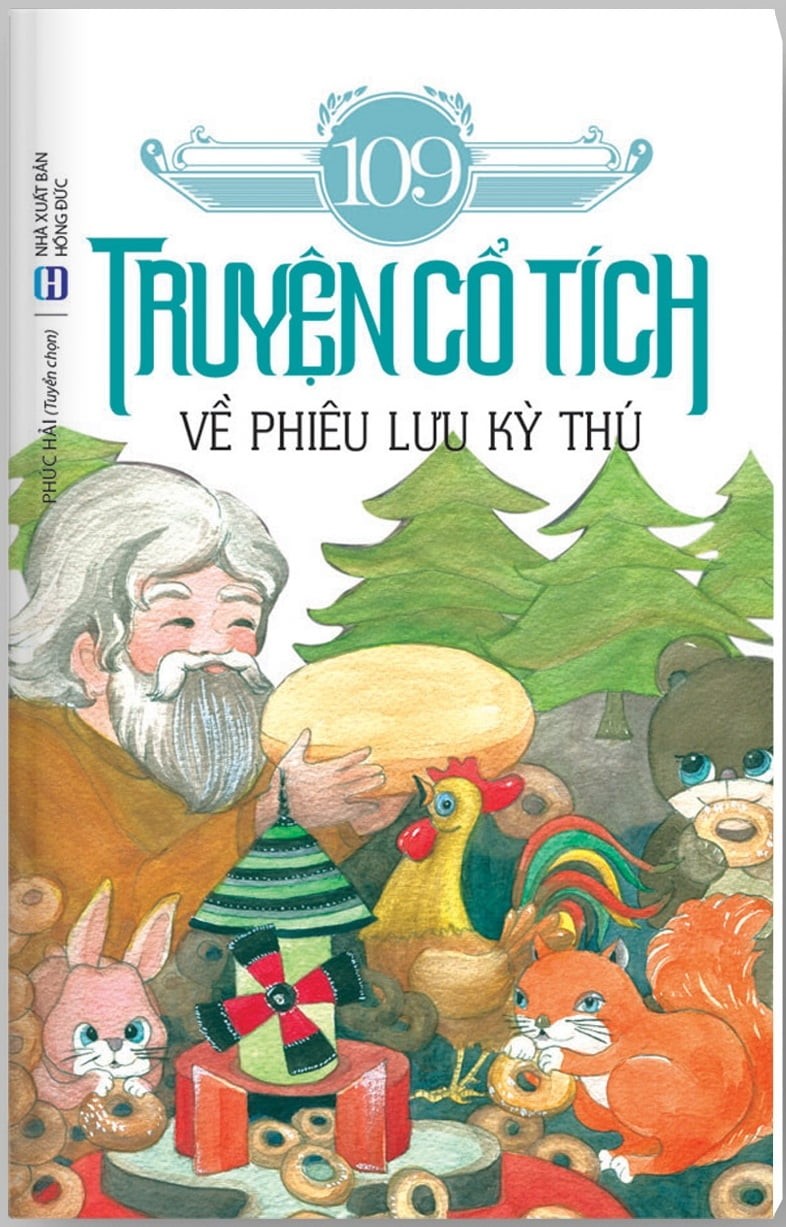 109
TRUYỆN CỔ TÍCH
VỀ PHIÊU LƯU KỲ THÚ
PHÚC HẢI (Tuyển chọn)
NHÀ XUẤT BẢN
HỒNG ĐỨC